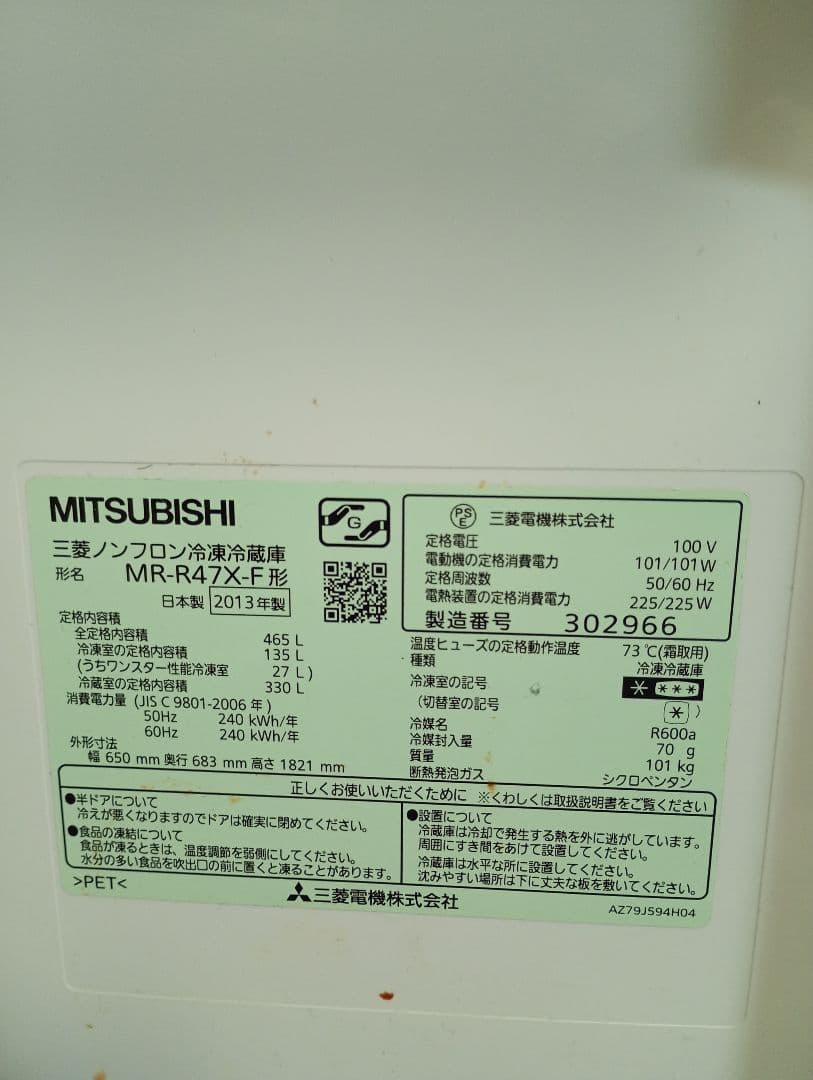 MITSUBISHI
G
三菱ノンフロン冷凍冷蔵庫
形名 MR-R47X-F形
日本製 2013年製
定格内容積
全定格内容積 465 L
冷凍室の定格内容積 135 L
(うちワンスター性能冷凍室 27 L)
冷蔵室の定格内容積 330 L
消費電力量 (JIS C 9801-2006 年)
50Hz 240 kWh/年
60Hz 240 kWh/年
外形寸法
幅 650 mm 奥行 683 mm 高さ 1821 mm
PSE 三菱電機株式会社
定格電圧 100 V
電動機の定格消費電力 101/101W
定格周波数 50/60 Hz
電熱装置の定格消費電力 225/225W
製造番号 302966
温度ヒューズの定格動作温度 73℃(霜取用)
種類 冷凍冷蔵庫
冷凍室の記号 * ***
(切替室の記号 * )
冷媒名 R600a
冷媒封入量 70 g
質量 101 kg
断熱発泡ガス シクロペンタン
正しくお使いいただくために ※くわしくは取扱説明書をご覧ください
●半ドアについて
冷えが悪くなりますのでドアは確実に閉めてください。
●食品の凍結について
食品が凍るときは、温度調節を弱側にしてください。
水分の多い食品を吹出口の前に置くと凍ることがあります。
●設置について
冷蔵庫は冷却で発生する熱を外に逃がしています。
周囲にすき間をあけて設置してください。
冷蔵庫は水平な所に設置してください。
沈みやすい場所は下に丈夫な板を敷いてください。
>PET<
三菱電機株式会社
AZ79J594H04